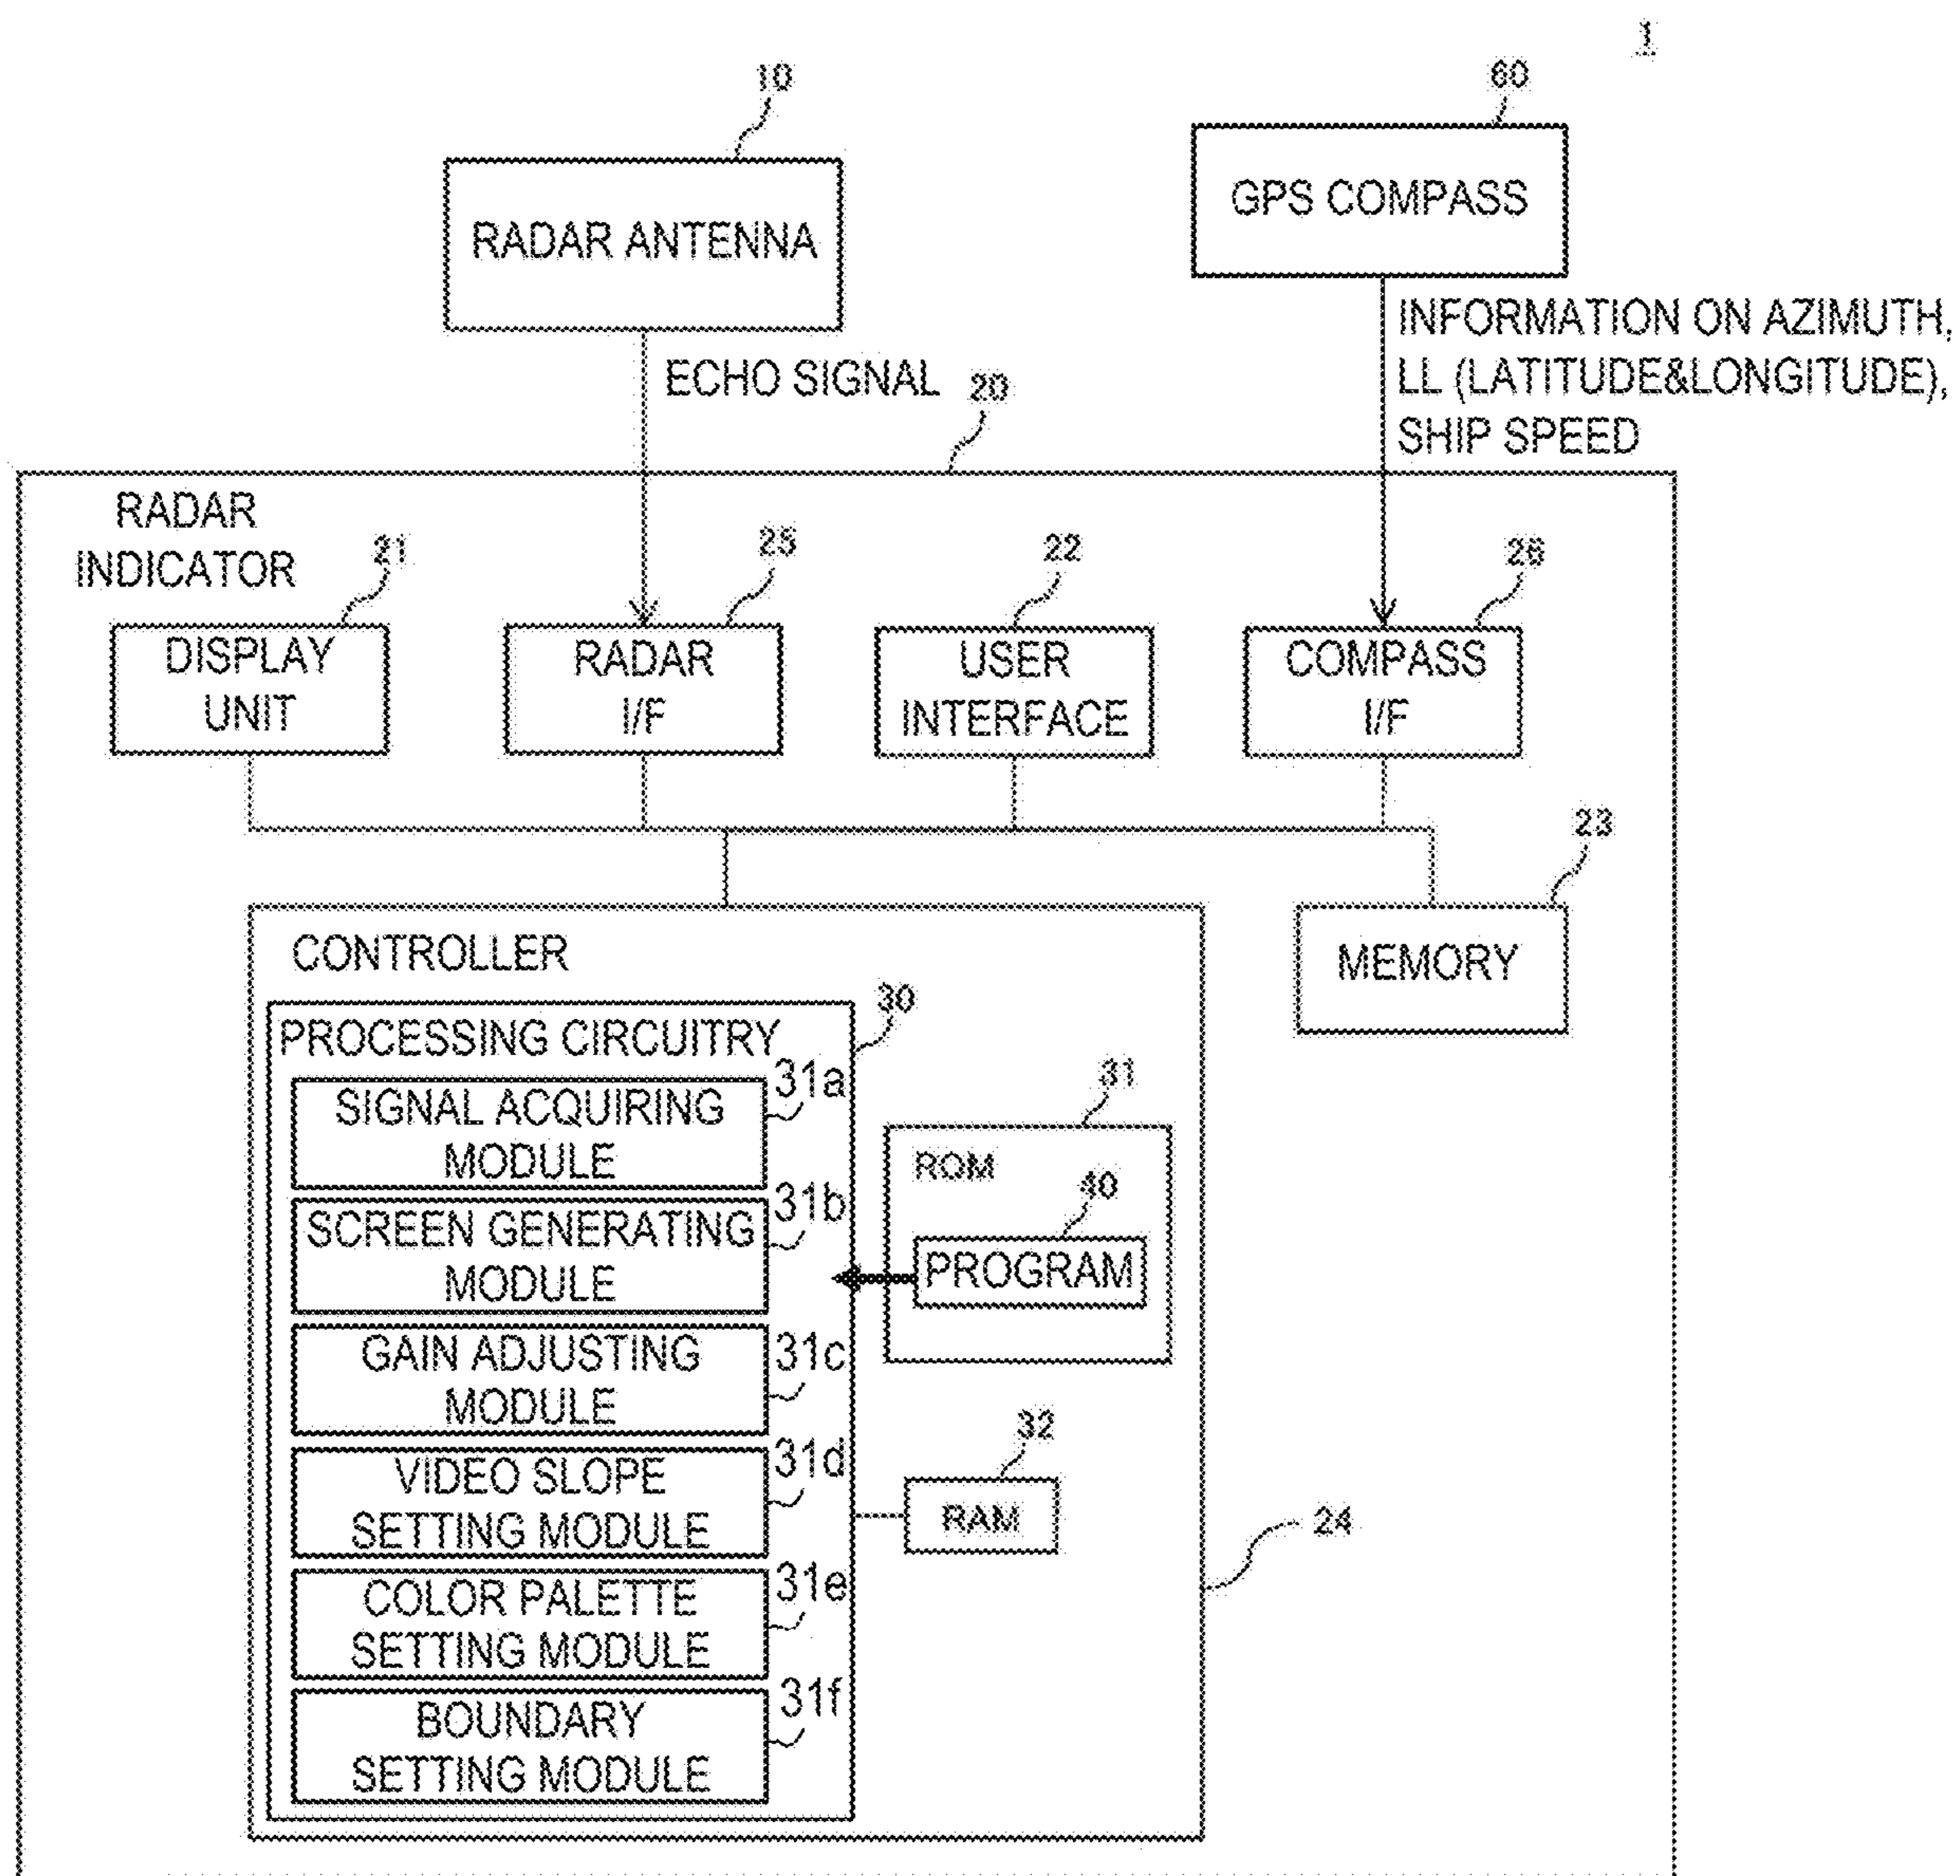 1
10
60
RADAR ANTENNA
GPS COMPASS
ECHO SIGNAL
INFORMATION ON AZIMUTH,
LL (LATITUDE&LONGITUDE),
SHIP SPEED
20
RADAR
INDICATOR
21
25
22
26
DISPLAY
UNIT
RADAR
I/F
USER
INTERFACE
COMPASS
I/F
23
MEMORY
CONTROLLER
30
PROCESSING CIRCUITRY
31a
SIGNAL ACQUIRING
MODULE
31b
SCREEN GENERATING
MODULE
31c
GAIN ADJUSTING
MODULE
31d
VIDEO SLOPE
SETTING MODULE
31e
COLOR PALETTE
SETTING MODULE
31f
BOUNDARY
SETTING MODULE
31
ROM
40
PROGRAM
32
RAM
24